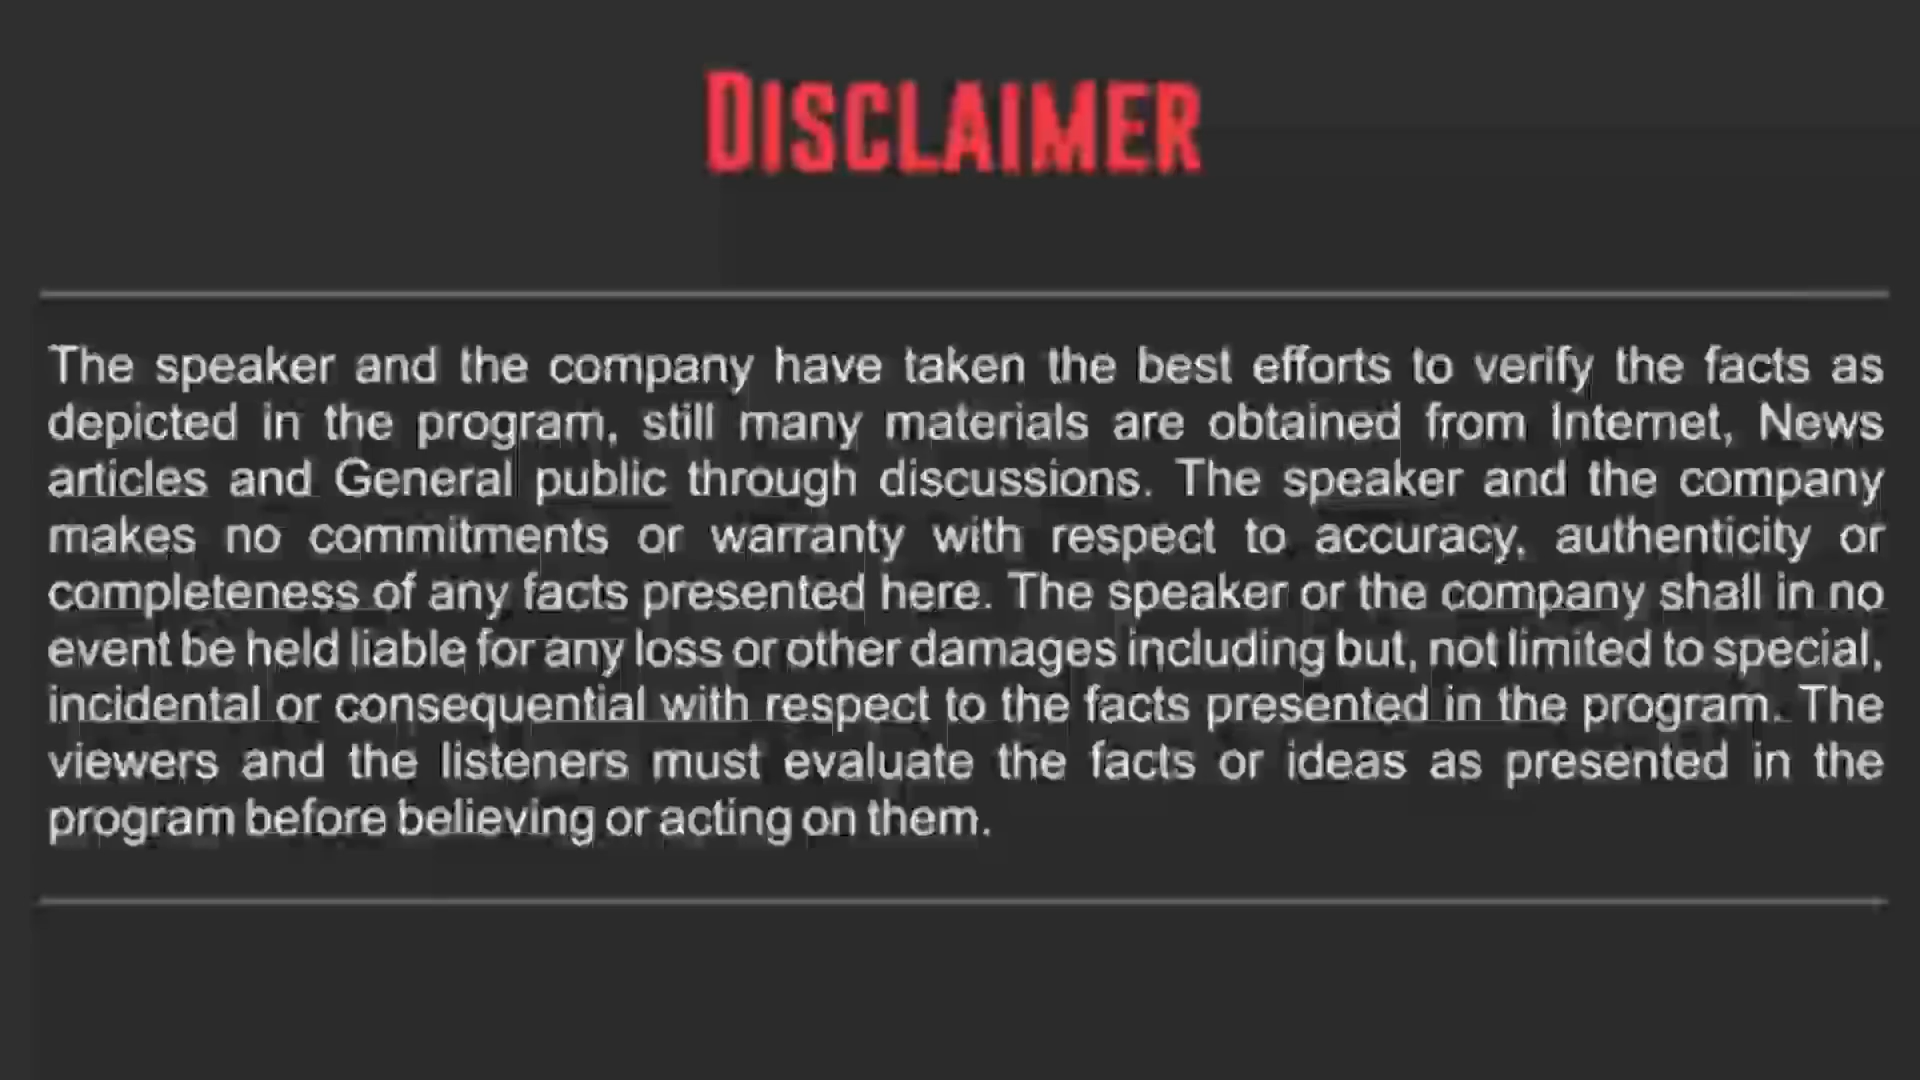 DISCLAIMER
The speaker and the company have taken the best efforts to verify the facts as
depicted in the program, still many materials are obtained from Internet, News
articles and General public through discussions. The speaker and the company
makes no commitments or warranty with respect to accuracy, authenticity or
completeness of any facts presented here. The speaker or the company shall in no
event be held liable for any loss or other damages including but, not limited to special,
incidental or consequential with respect to the facts presented in the program. The
viewers and the listeners must evaluate the facts or ideas as presented in the
program before believing or acting on them.